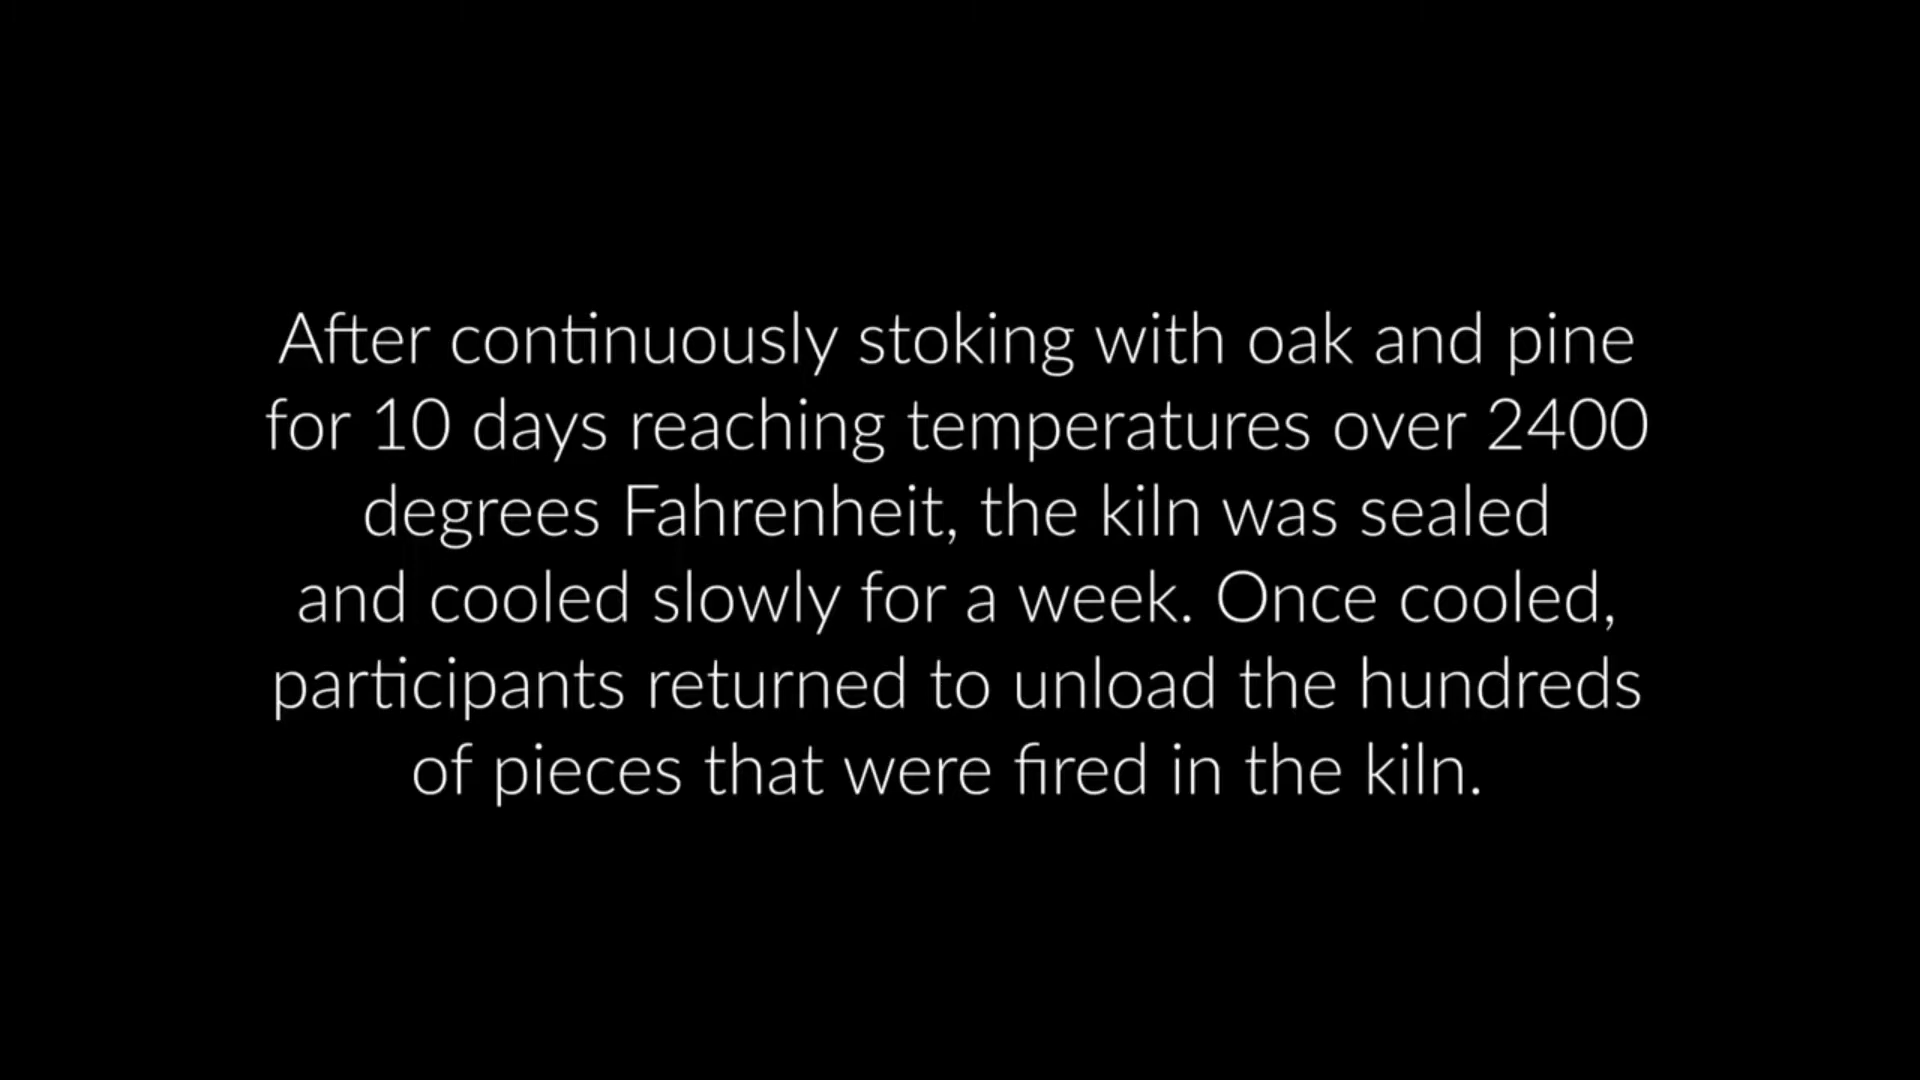 After continuously stoking with oak and pine
for 10 days reaching temperatures over 2400
degrees Fahrenheit, the kiln was sealed
and cooled slowly for a week. Once cooled,
participants returned to unload the hundreds
of pieces that were fired in the kiln.